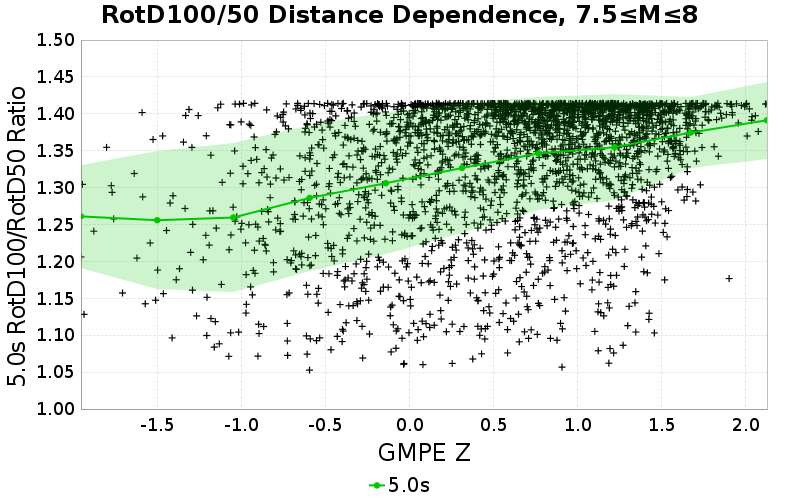 RotD100/50 Distance Dependence, 7.5≤M≤8
5.0s RotD100/RotD50 Ratio
1.50
1.45
1.40
1.35
1.30
1.25
1.20
1.15
1.10
1.05
1.00
-1.5 -1.0 -0.5 0.0 0.5 1.0 1.5 2.0
GMPE Z
5.0s